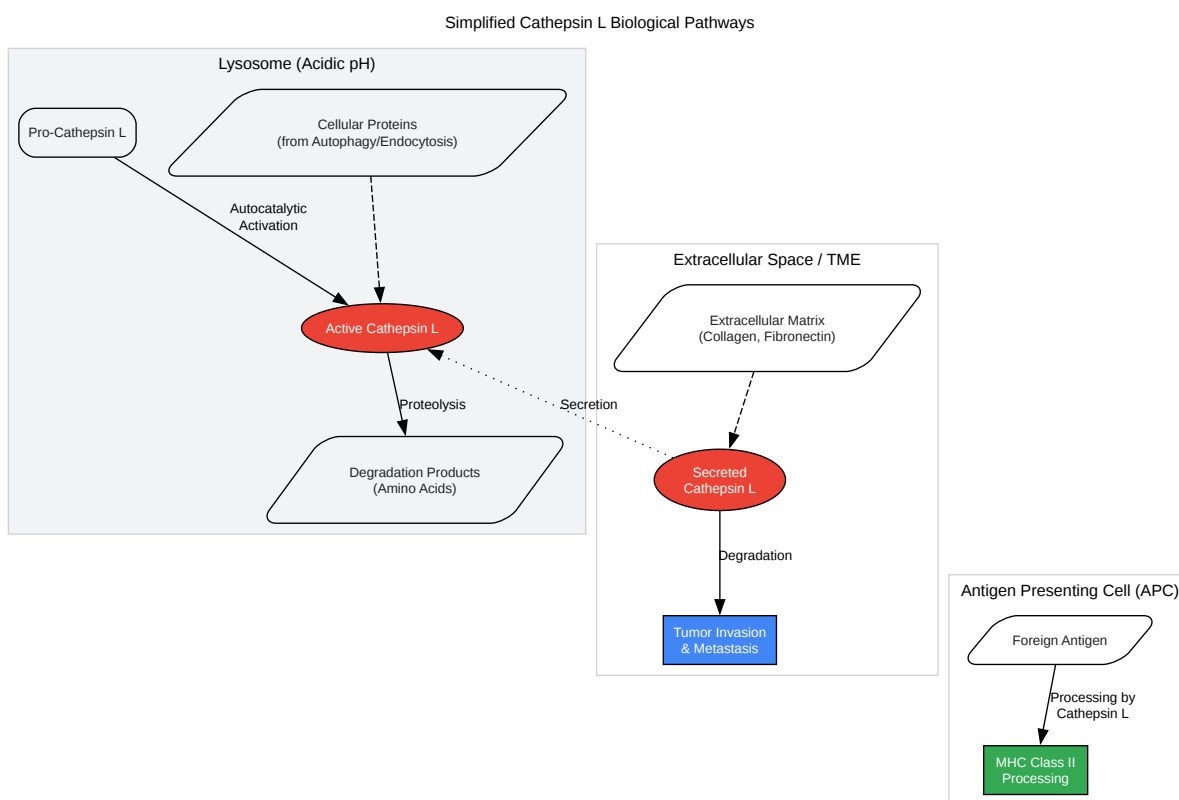 Simplified Cathepsin L Biological Pathways
Lysosome (Acidic pH)
Pro-Cathepsin L
Cellular Proteins
(from Autophagy/Endocytosis)
Autocatalytic
Activation
Active Cathepsin L
Proteolysis
Degradation Products
(Amino Acids)
Secretion
Extracellular Space / TME
Extracellular Matrix
(Collagen, Fibronectin)
Secreted
Cathepsin L
Degradation
Tumor Invasion
& Metastasis
Antigen Presenting Cell (APC)
Foreign Antigen
Processing by
Cathepsin L
MHC Class II
Processing